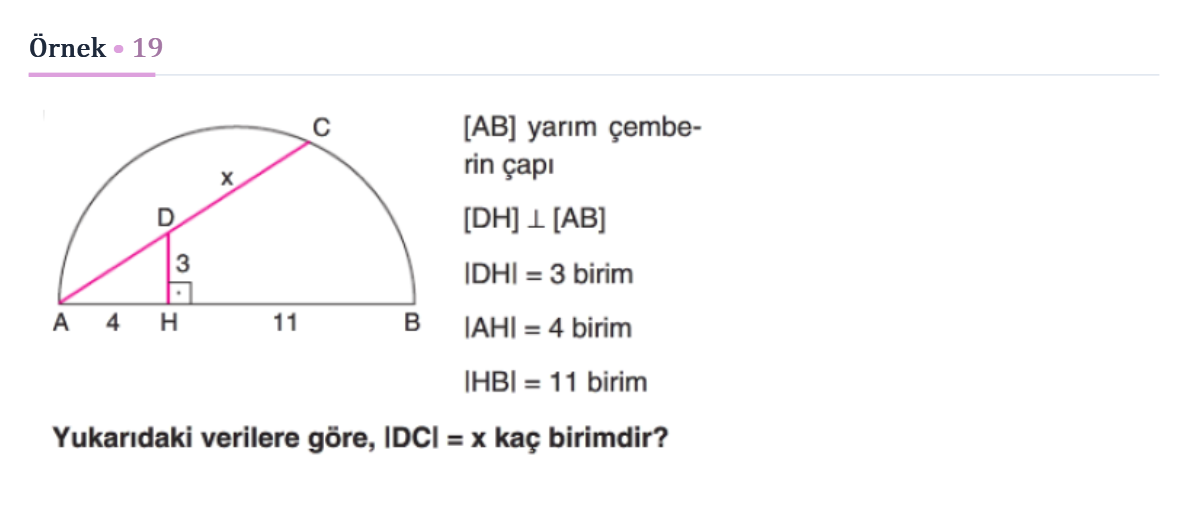 Örnek • 19
C
[AB] yarım çembe-
rin çapı
x
D
[DH] ⊥ [AB]
3
|DH| = 3 birim
A 4 H 11 B
|AH| = 4 birim
|HB| = 11 birim
Yukarıdaki verilere göre, |DC| = x kaç birimdir?